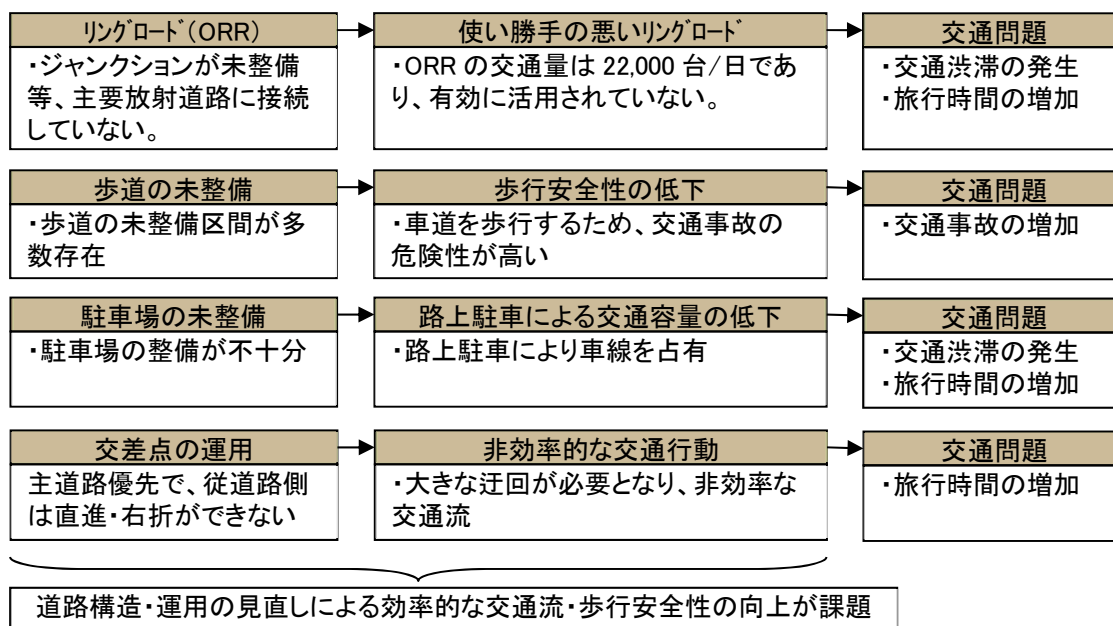 リングロード(ORR)
・ジャンクションが未整備
等、主要放射道路に接続
していない。
使い勝手の悪いリングロード
・ORR の交通量は 22,000 台/日であ
り、有効に活用されていない。
交通問題
・交通渋滞の発生
・旅行時間の増加
歩道の未整備
・歩道の未整備区間が多
数存在
歩行安全性の低下
・車道を歩行するため、交通事故の
危険性が高い
交通問題
・交通事故の増加
駐車場の未整備
・駐車場の整備が不十分
路上駐車による交通容量の低下
・路上駐車により車線を占有
交通問題
・交通渋滞の発生
・旅行時間の増加
交差点の運用
主道路優先で、従道路側
は直進・右折ができない
非効率的な交通行動
・大きな迂回が必要となり、非効率な
交通流
交通問題
・旅行時間の増加
道路構造・運用の見直しによる効率的な交通流・歩行安全性の向上が課題